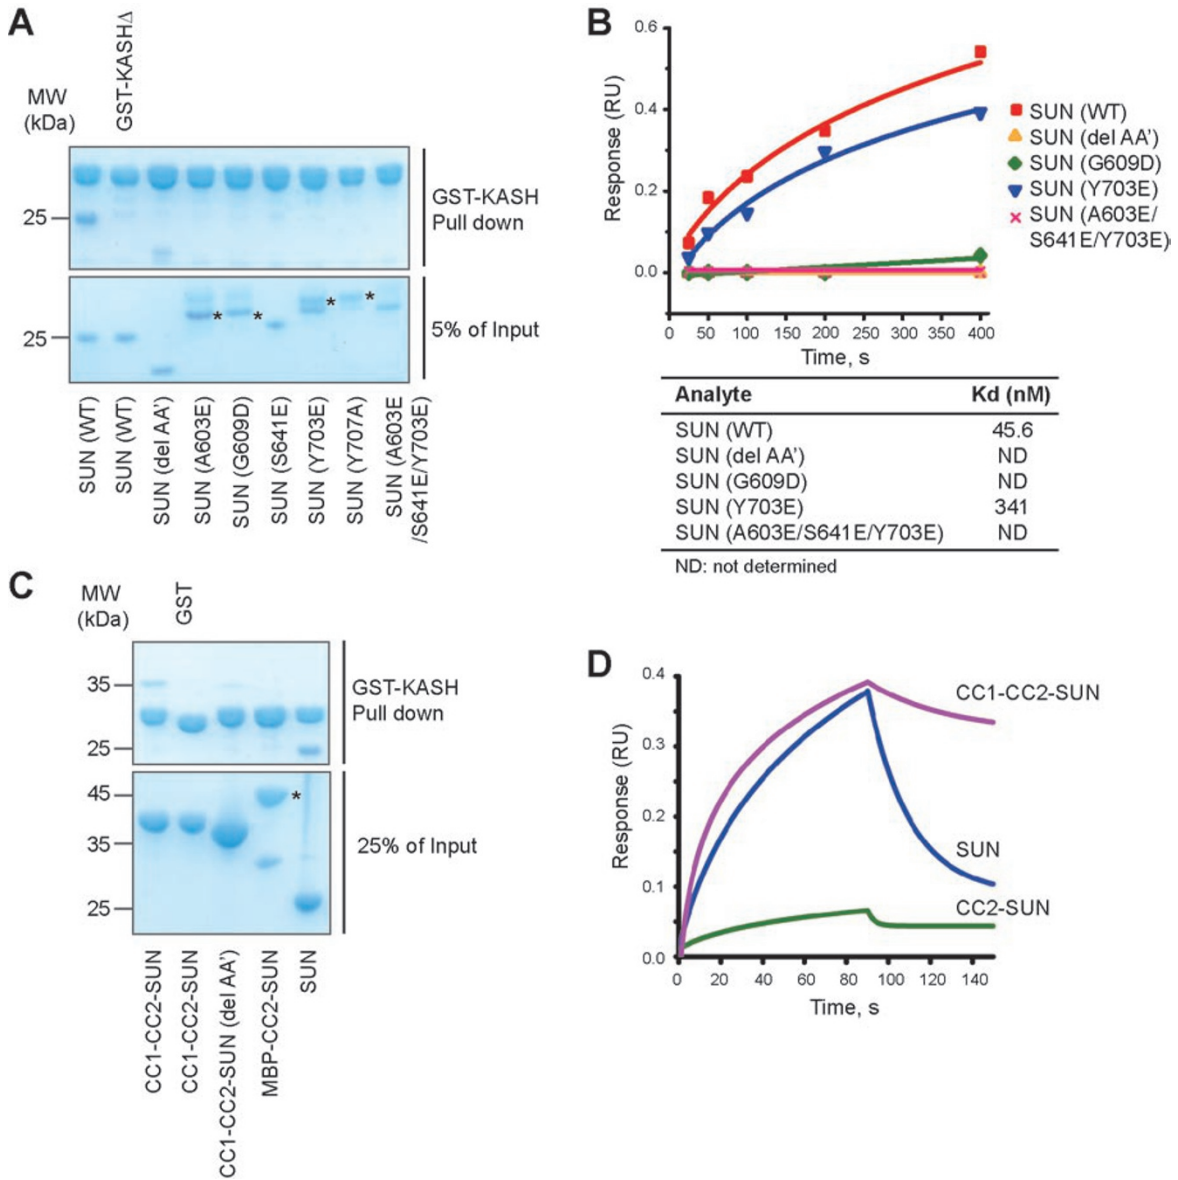 A
MW
(kDa)
GST-KASHΔ
25
GST-KASH
Pull down
25
*
*
*
*
5% of Input
SUN (WT)
SUN (WT)
SUN (del AA')
SUN (A603E)
SUN (G609D)
SUN (S641E)
SUN (Y703E)
SUN (Y707A)
SUN (A603E
/S641E/Y703E)
B
Response (RU)
0.6
0.4
0.2
0.0
0 50 100 150 200 250 300 350 400
Time, s
SUN (WT)
SUN (del AA')
SUN (G609D)
SUN (Y703E)
SUN (A603E/
S641E/Y703E)
Analyte Kd (nM)
SUN (WT) 45.6
SUN (del AA') ND
SUN (G609D) ND
SUN (Y703E) 341
SUN (A603E/S641E/Y703E) ND
ND: not determined
C
MW
(kDa)
GST
35
25
GST-KASH
Pull down
45
35
25
*
25% of Input
CC1-CC2-SUN
CC1-CC2-SUN
CC1-CC2-SUN (del AA')
MBP-CC2-SUN
SUN
D
Response (RU)
0.4
0.3
0.2
0.1
0.0
0 20 40 60 80 100 120 140
Time, s
CC1-CC2-SUN
SUN
CC2-SUN